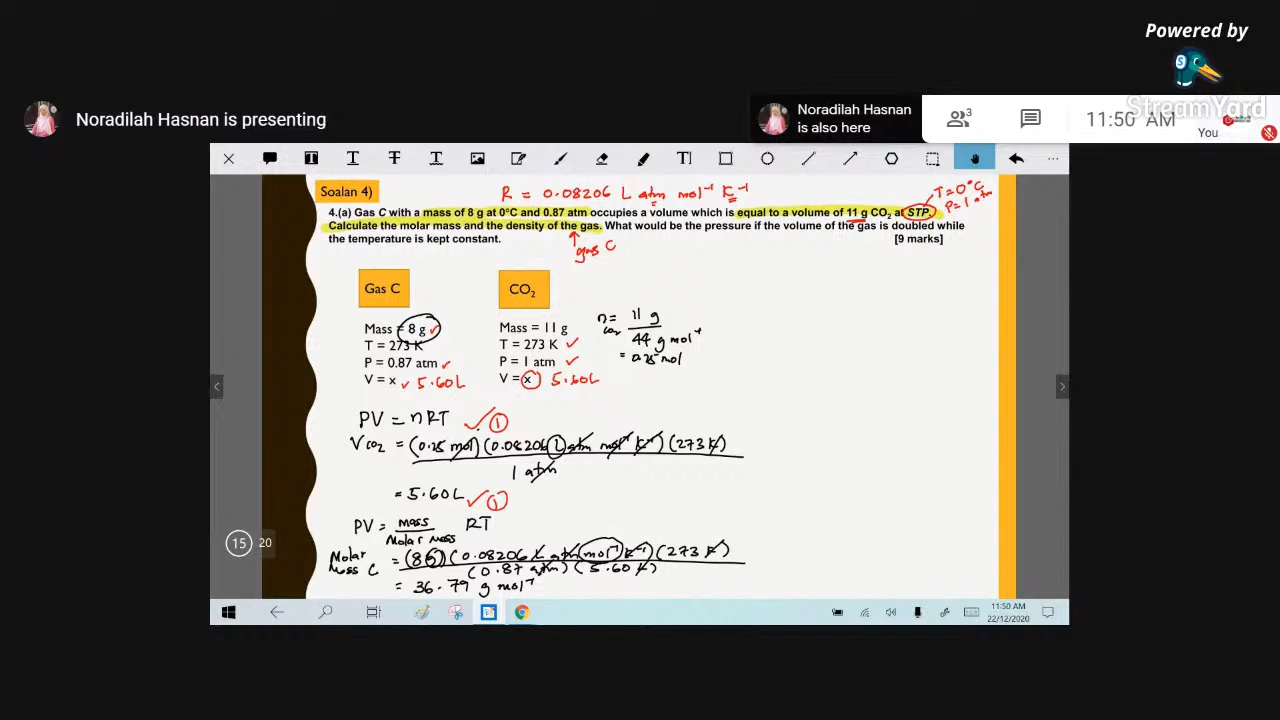 Powered by
StreamYard
Noradilah Hasnan is presenting
Noradilah Hasnan
is also here
3
11:50 AM
You
Soalan 4)
R = 0.08206 L atm mol⁻¹ K⁻¹
T = 0°C
P = 1 atm
4.(a) Gas C with a mass of 8 g at 0°C and 0.87 atm occupies a volume which is equal to a volume of 11 g CO₂ at STP.
Calculate the molar mass and the density of the gas. What would be the pressure if the volume of the gas is doubled while
the temperature is kept constant. [9 marks]
gas C
Gas C
Mass = 8 g
T = 273 K
P = 0.87 atm
V = x 5.60L
CO₂
Mass = 11 g
T = 273 K
P = 1 atm
V = x 5.60L
n = 11 g
CO₂ 44 g mol⁻¹
= 0.25 mol
PV = nRT ✓ ①
V CO₂ = (0.25 mol)(0.08206 L atm mol⁻¹ K⁻¹)(273 K)
1 atm
= 5.60L ✓ ①
PV = mass RT
Molar Mass
Molar Mass C = (8 g)(0.08206 L atm mol⁻¹ K⁻¹)(273 K)
(0.87 atm)(5.60 L)
= 36.79 g mol⁻¹
15 20
11:50 AM
22/12/2020